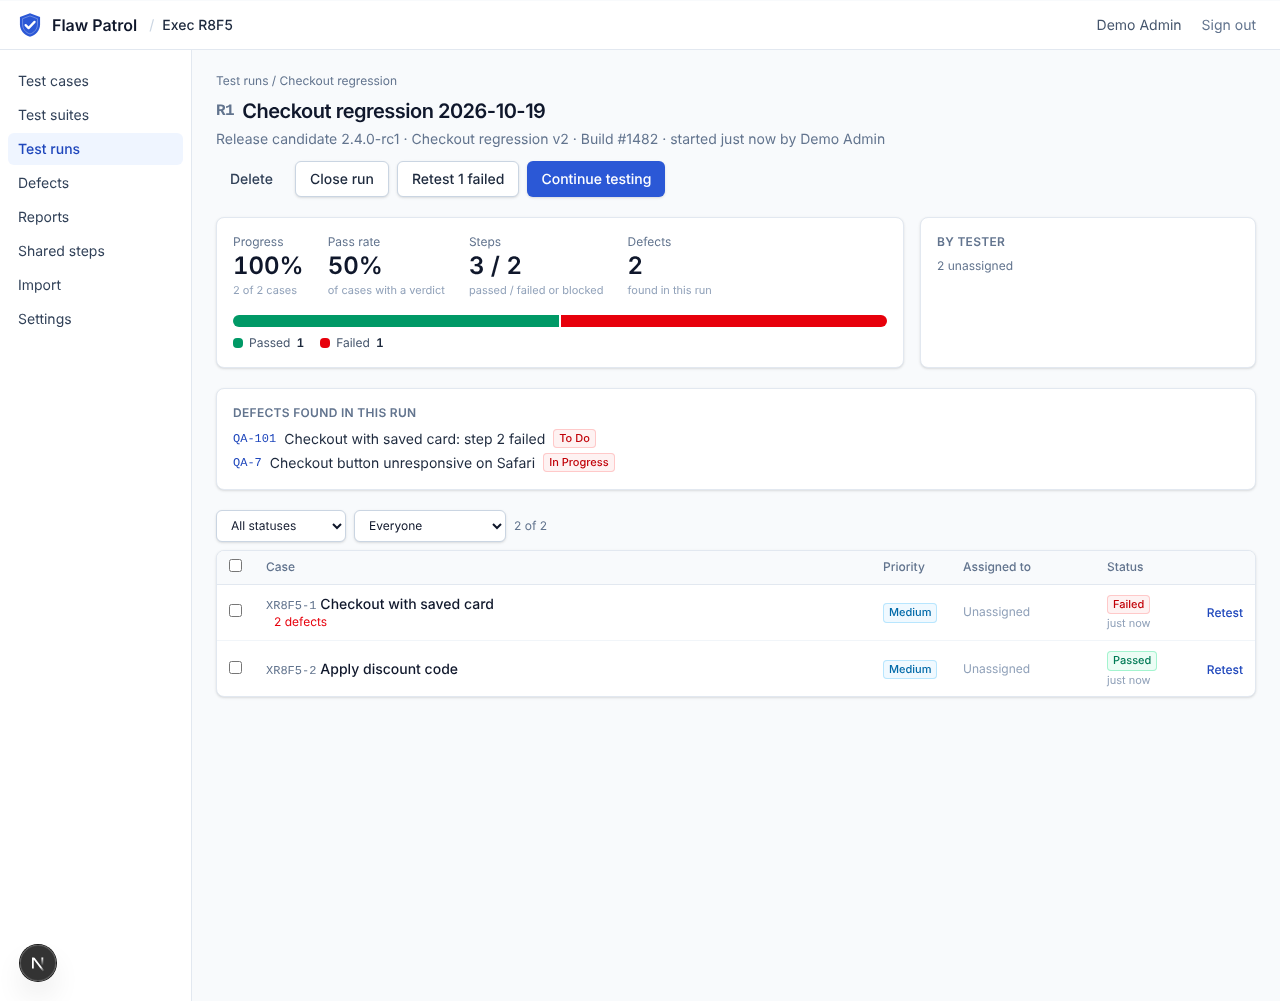 Flaw Patrol / Exec R8F5
Demo Admin Sign out
Test cases
Test suites
Test runs
Defects
Reports
Shared steps
Import
Settings
Test runs / Checkout regression
R1 Checkout regression 2026-10-19
Release candidate 2.4.0-rc1 · Checkout regression v2 · Build #1482 · started just now by Demo Admin
Delete Close run Retest 1 failed Continue testing
Progress Pass rate Steps Defects
100% 50% 3 / 2 2
2 of 2 cases of cases with a verdict passed / failed or blocked found in this run
Passed 1 Failed 1
BY TESTER
2 unassigned
DEFECTS FOUND IN THIS RUN
QA-101 Checkout with saved card: step 2 failed To Do
QA-7 Checkout button unresponsive on Safari In Progress
All statuses Everyone 2 of 2
Case Priority Assigned to Status
XR8F5-1 Checkout with saved card Medium Unassigned Failed Retest
2 defects just now
XR8F5-2 Apply discount code Medium Unassigned Passed Retest
just now
N